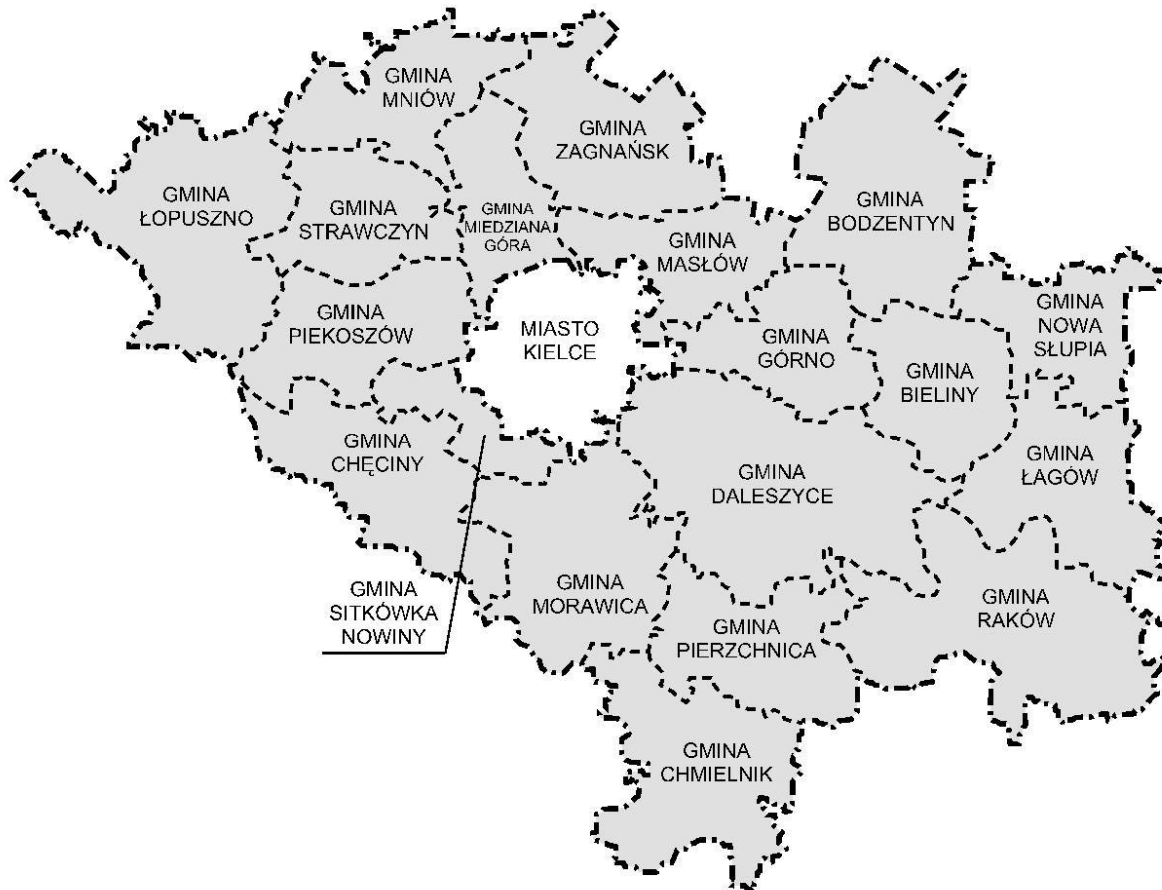 GMINA
MNIÓW
GMINA
ZAGNAŃSK
GMINA
ŁOPUSZNO
GMINA
STRAWCZYN
GMINA
MIEDZIANA
GÓRA
GMINA
MASŁÓW
GMINA
BODZENTYN
GMINA
PIEKOSZÓW
MIASTO
KIELCE
GMINA
GÓRNO
GMINA
BIELINY
GMINA
NOWA
SŁUPIA
GMINA
CHĘCINY
GMINA
DALESZYCE
GMINA
ŁAGÓW
GMINA
SITKÓWKA
NOWINY
GMINA
MORAWICA
GMINA
PIERZCHNICA
GMINA
RAKÓW
GMINA
CHMIELNIK